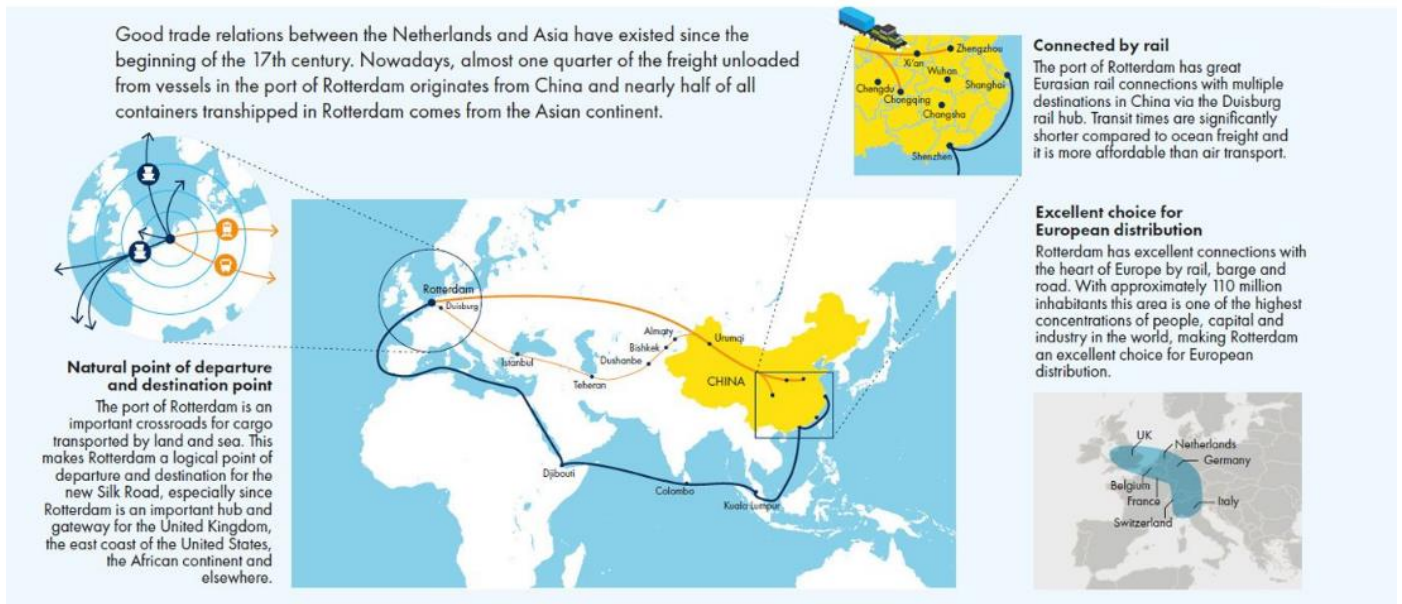 Good trade relations between the Netherlands and Asia have existed since the
beginning of the 17th century. Nowadays, almost one quarter of the freight unloaded
from vessels in the port of Rotterdam originates from China and nearly half of all
containers transhipped in Rotterdam comes from the Asian continent.
Zhengzhou
Xi'an
Wuhan
Chengdu
Shanghai
Chongqing
Changsha
Shenzhen
Connected by rail
The port of Rotterdam has great
Eurasian rail connections with multiple
destinations in China via the Duisburg
rail hub. Transit times are significantly
shorter compared to ocean freight and
it is more affordable than air transport.
Natural point of departure
and destination point
The port of Rotterdam is an
important crossroads for cargo
transported by land and sea. This
makes Rotterdam a logical point of
departure and destination for the
new Silk Road, especially since
Rotterdam is an important hub and
gateway for the United Kingdom,
the east coast of the United States,
the African continent and
elsewhere.
Rotterdam
Duisburg
Istanbul
Teheran
Dushanbe
Bishkek
Almaty
Urumqi
CHINA
Djibouti
Colombo
Kuala Lumpur
Excellent choice for
European distribution
Rotterdam has excellent connections with
the heart of Europe by rail, barge and
road. With approximately 110 million
inhabitants this area is one of the highest
concentrations of people, capital and
industry in the world, making Rotterdam
an excellent choice for European
distribution.
UK
Netherlands
Germany
Belgium
France
Italy
Switzerland